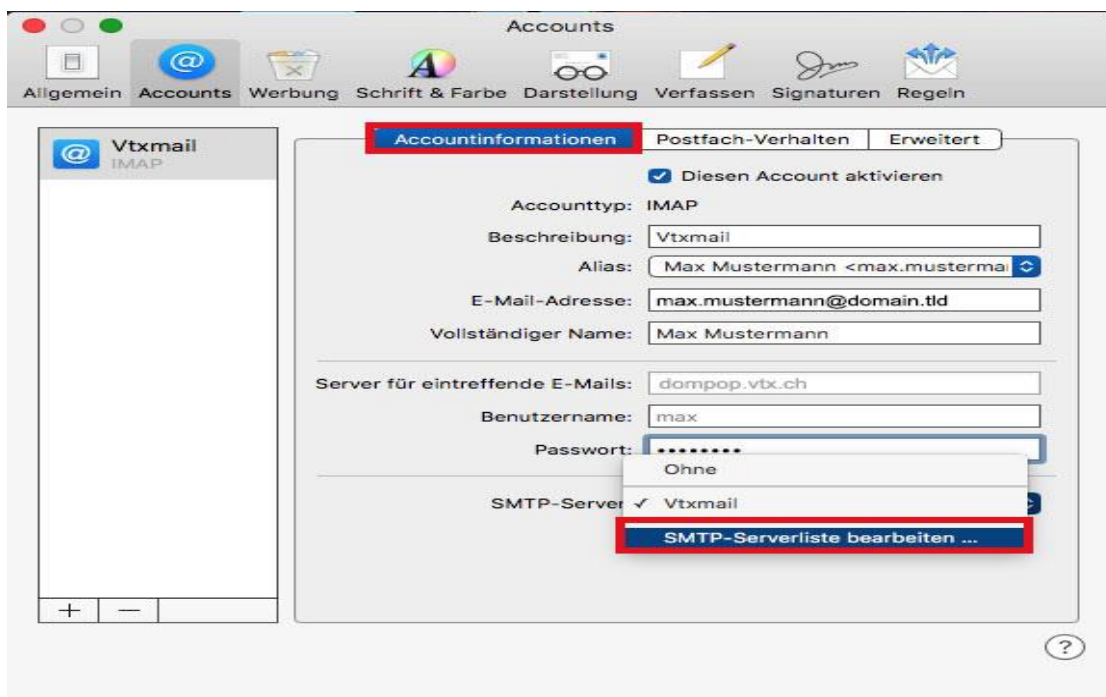 Accounts
Allgemein Accounts Werbung Schrift & Farbe Darstellung Verfassen Signaturen Regeln
Vtxmail
IMAP
Accountinformationen Postfach-Verhalten Erweitert
Diesen Account aktivieren
Accounttyp: IMAP
Beschreibung: Vtxmail
Alias: Max Mustermann <max.musterma
E-Mail-Adresse: max.mustermann@domain.tld
Vollständiger Name: Max Mustermann
Server für eintreffende E-Mails: dompop.vtx.ch
Benutzername: max
Passwort: ••••••••
Ohne
SMTP-Server ✓ Vtxmail
SMTP-Serverliste bearbeiten ...
?